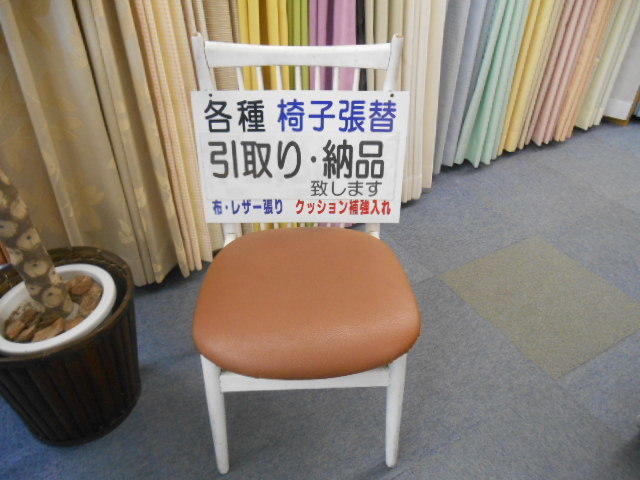 各種 椅子張替
引取り・納品
致します
布・レザー張り クッション補強入れ